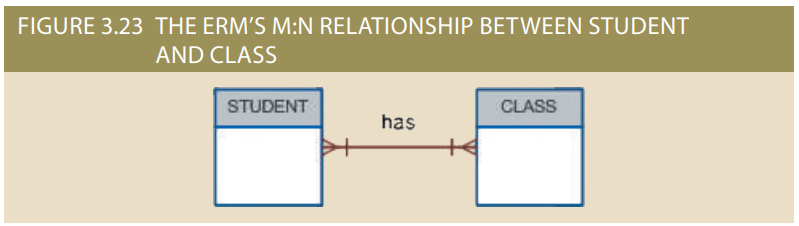 FIGURE 3.23 THE ERM'S M:N RELATIONSHIP BETWEEN STUDENT
AND CLASS
STUDENT
has
CLASS